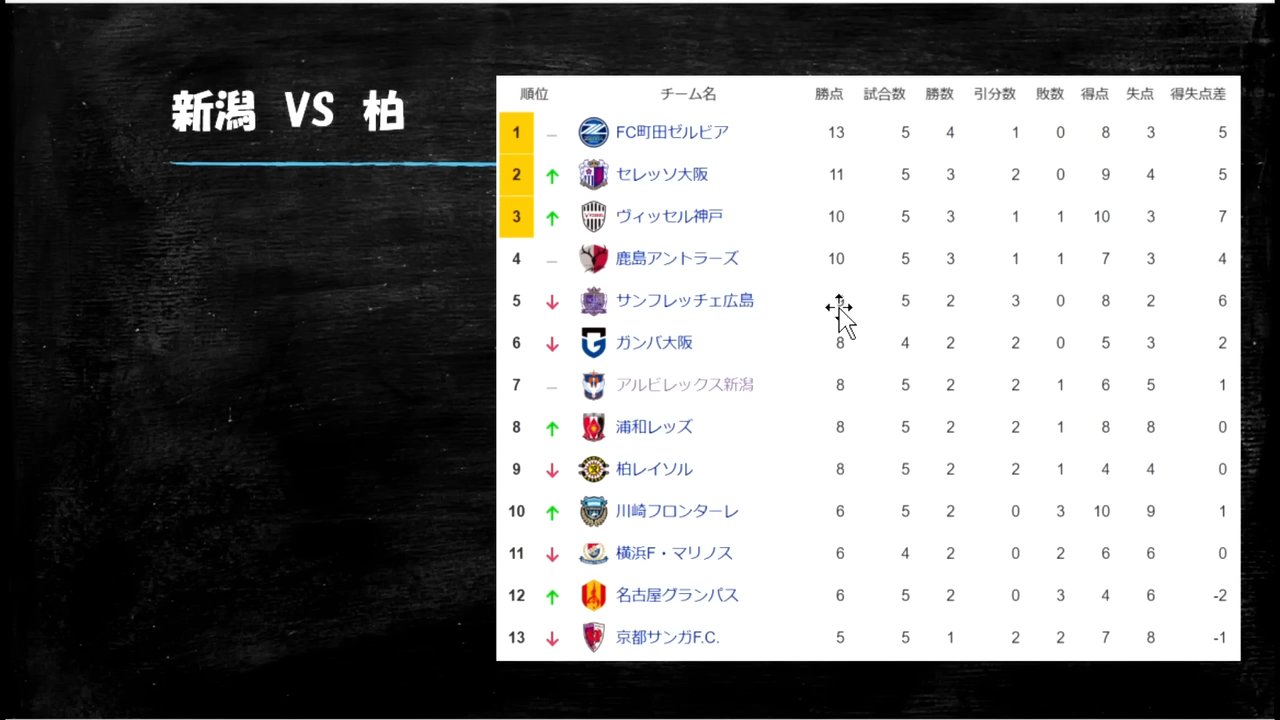 新潟 VS 柏
順位 チーム名 勝点 試合数 勝数 引分数 敗数 得点 失点 得失点差
1 – FC町田ゼルビア 13 5 4 1 0 8 3 5
2 ↑ セレッソ大阪 11 5 3 2 0 9 4 5
3 ↑ ヴィッセル神戸 10 5 3 1 1 10 3 7
4 – 鹿島アントラーズ 10 5 3 1 1 7 3 4
5 ↓ サンフレッチェ広島 5 2 3 0 8 2 6
6 ↓ ガンバ大阪 8 4 2 2 0 5 3 2
7 – アルビレックス新潟 8 5 2 2 1 6 5 1
8 ↑ 浦和レッズ 8 5 2 2 1 8 8 0
9 ↓ 柏レイソル 8 5 2 2 1 4 4 0
10 ↑ 川崎フロンターレ 6 5 2 0 3 10 9 1
11 ↓ 横浜F・マリノス 6 4 2 0 2 6 6 0
12 ↑ 名古屋グランパス 6 5 2 0 3 4 6 -2
13 ↓ 京都サンガF.C. 5 5 1 2 2 7 8 -1